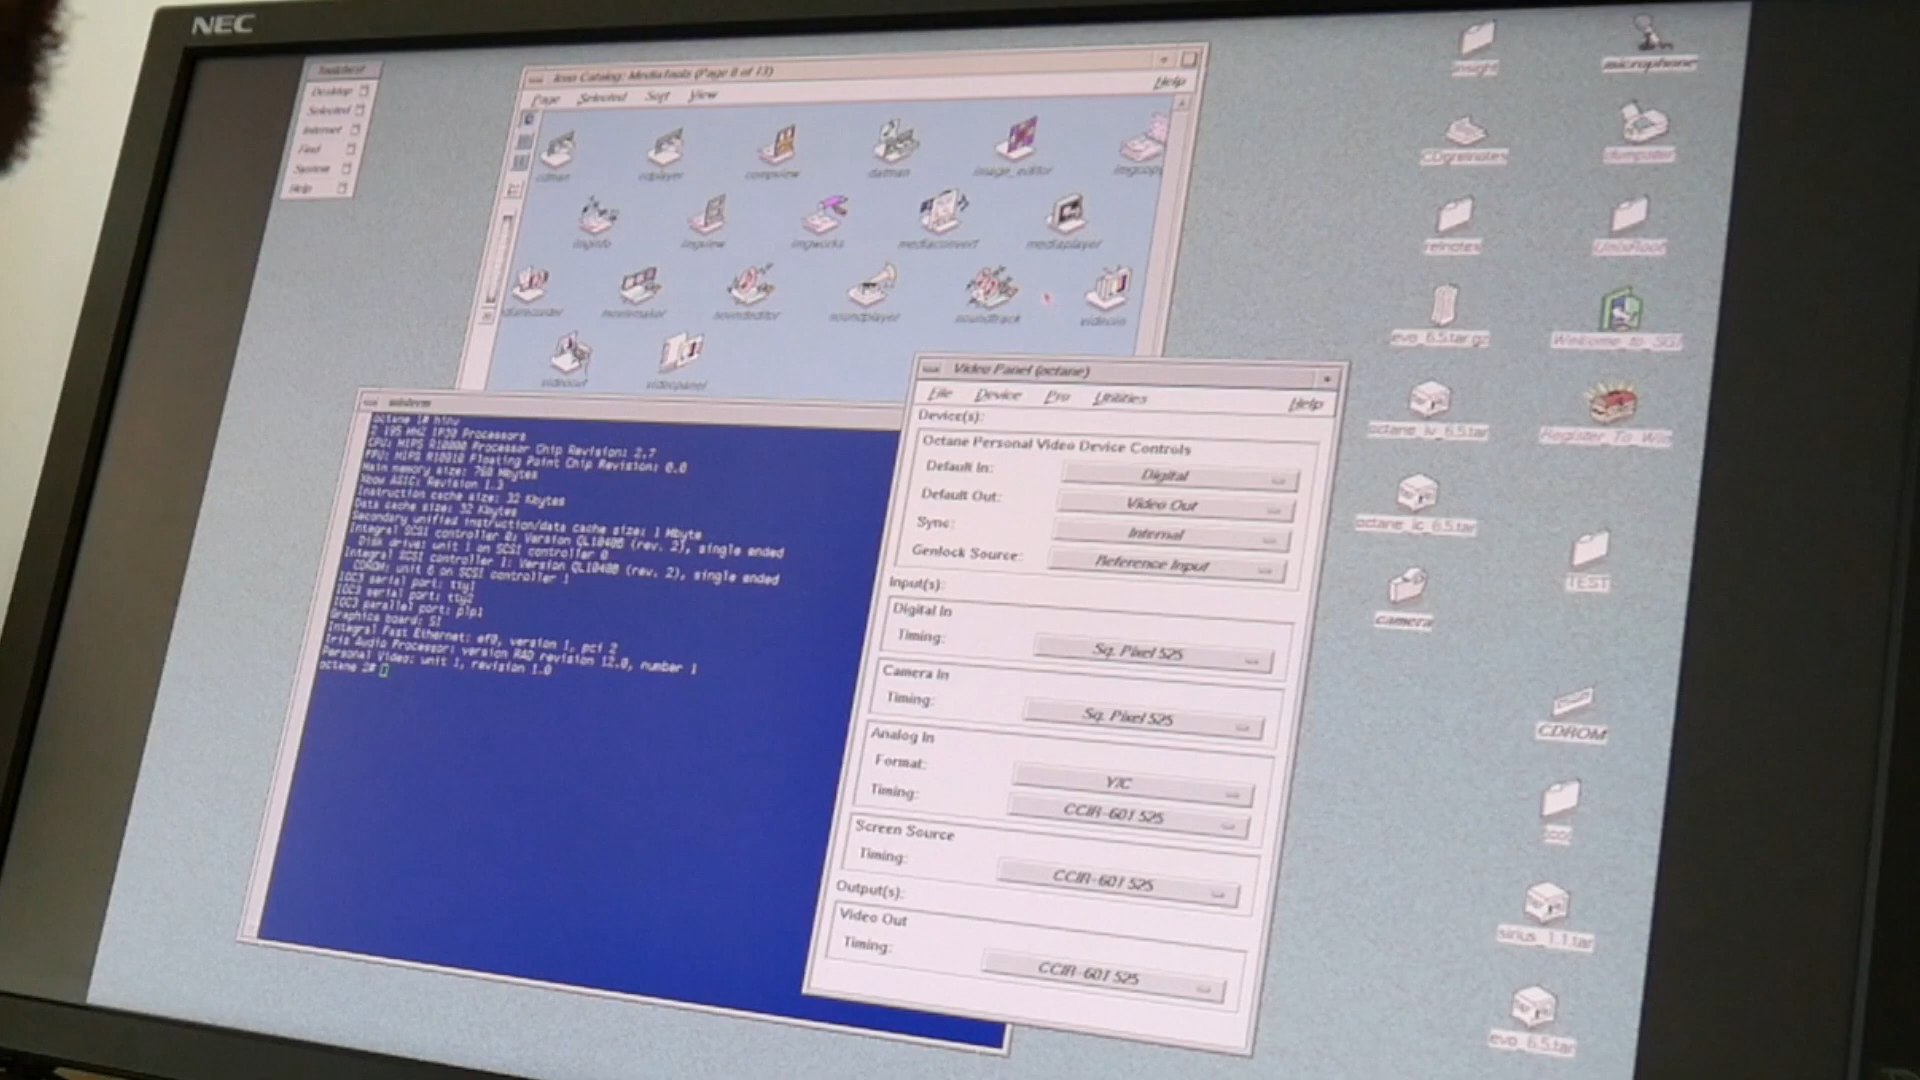 NEC
Toolchest
Desktop
Selected
Internet
Find
System
Help
Icon Catalog: MediaTools (Page 8 of 13)
Page Selected Sort View Help
cdman
cdplayer
compview
datman
image_editor
imgcopy
imginfo
imgview
imgworks
mediaconvert
mediaplayer
moviemaker
soundeditor
soundplayer
soundtrack
videoin
videoout
videopanel
octane 1# hinv
2 195 MHZ IP30 Processors
CPU: MIPS R10000 Processor Chip Revision: 2.7
FPU: MIPS R10010 Floating Point Chip Revision: 0.0
Main memory size: 768 Mbytes
Xbow ASIC: Revision 1.3
Instruction cache size: 32 Kbytes
Data cache size: 32 Kbytes
Secondary unified instruction/data cache size: 1 Mbyte
Integral SCSI controller 0: Version QL1040B (rev. 2), single ended
Disk drive: unit 1 on SCSI controller 0
Integral SCSI controller 1: Version QL1040B (rev. 2), single ended
CDROM: unit 6 on SCSI controller 1
IOC3 serial port: tty1
IOC3 serial port: tty2
IOC3 parallel port: plp1
Graphics board: SI
Integral Fast Ethernet: ef0, version 1, pci 2
Iris Audio Processor: version RAD revision 12.0, number 1
Personal Video: unit 1, revision 1.0
octane 2#
Video Panel (octane)
File Device Pro Utilities Help
Device(s):
Octane Personal Video Device Controls
Default In: Digital
Default Out: Video Out
Sync: Internal
Genlock Source: Reference Input
Input(s):
Digital In
Timing: Sq. Pixel 525
Camera In
Timing: Sq. Pixel 525
Analog In
Format: Y/C
Timing: CCIR-601 525
Screen Source
Timing: CCIR-601 525
Output(s):
Video Out
Timing: CCIR-601 525
insight
microphone
CDgrelnotes
dumpster
relnotes
UnixRoot
evo_6.5.tar.gz
Welcome_to_SGI
octane_iv_6.5.tar
Register_To_Win
octane_ic_6.5.tar
TEST
camera
CDROM
sirius_1.1.tar
evo_6.5.tar